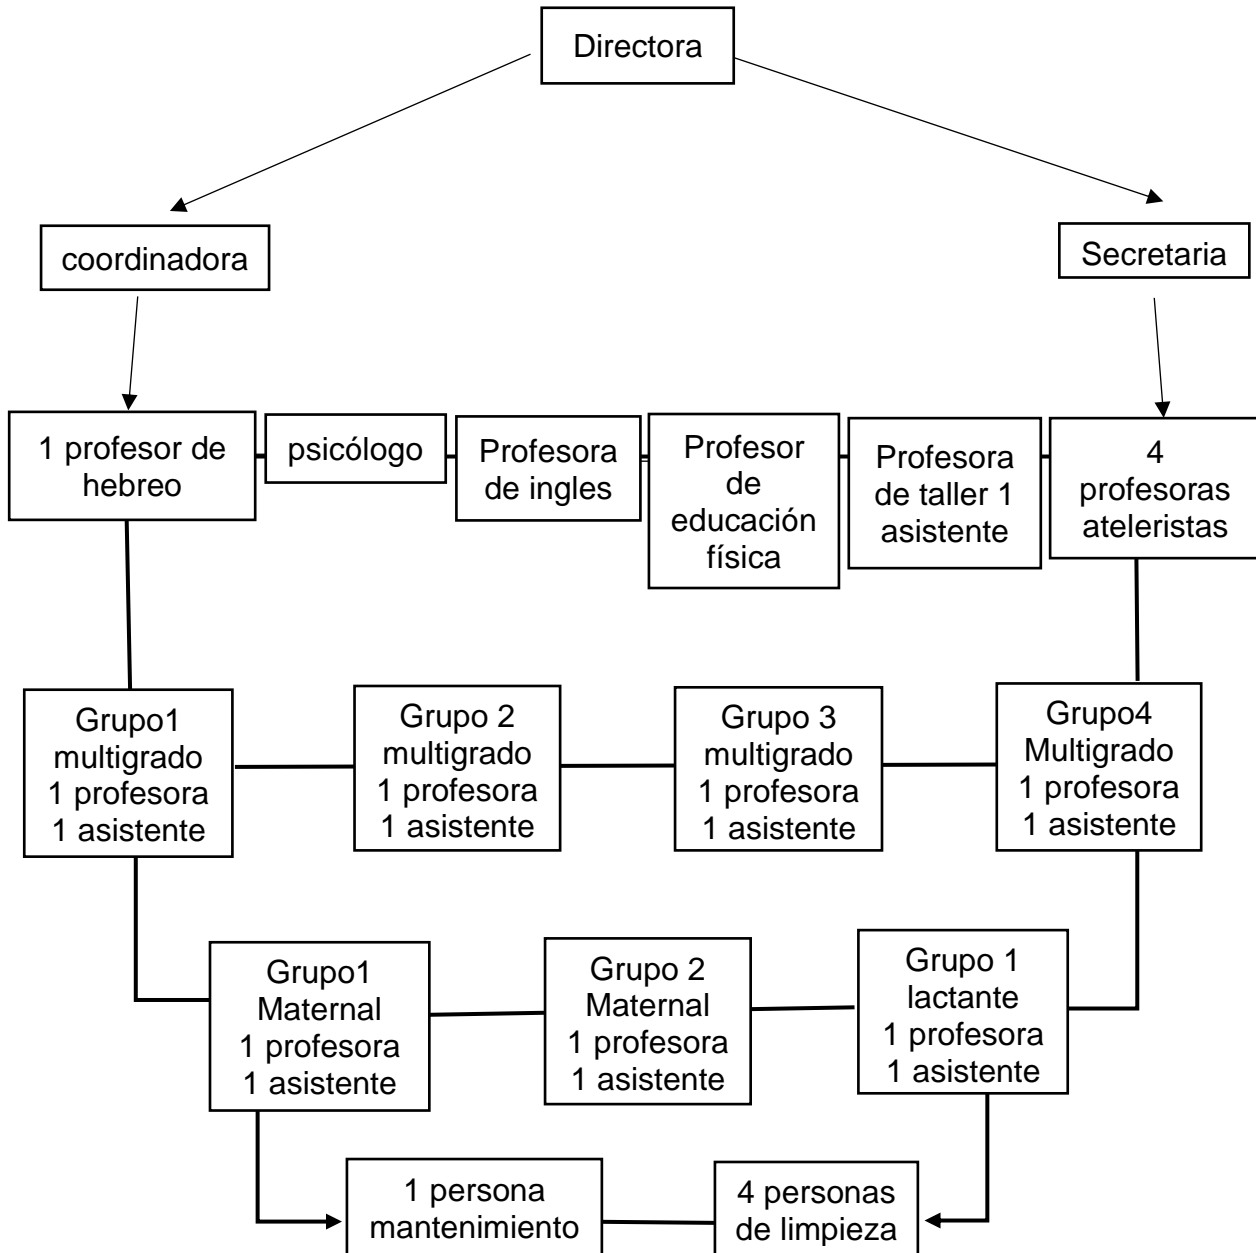 Directora
coordinadora
Secretaria
1 profesor de
hebreo
psicólogo
Profesora
de ingles
Profesor
de
educación
física
Profesora
de taller 1
asistente
4
profesoras
ateleristas
Grupo1
multigrado
1 profesora
1 asistente
Grupo 2
multigrado
1 profesora
1 asistente
Grupo 3
multigrado
1 profesora
1 asistente
Grupo4
Multigrado
1 profesora
1 asistente
Grupo1
Maternal
1 profesora
1 asistente
Grupo 2
Maternal
1 profesora
1 asistente
Grupo 1
lactante
1 profesora
1 asistente
1 persona
mantenimiento
4 personas
de limpieza